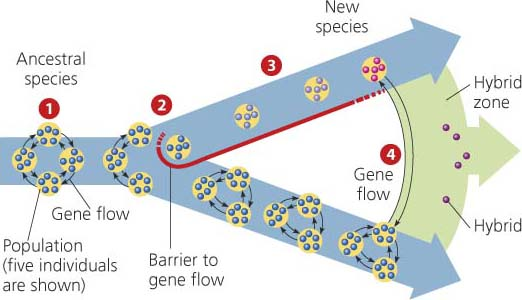 New
species
Ancestral
species
1
2
3
Hybrid
zone
4
Gene
flow
Gene flow
Population
(five individuals
are shown)
Barrier to
gene flow
Hybrid